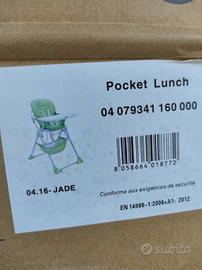 Pocket Lunch
04 079341 160 000
8 058664 018772
04.16-JADE
Conforme aux exigences de securité
EN 14988-1:2006+A1: 2012
subito